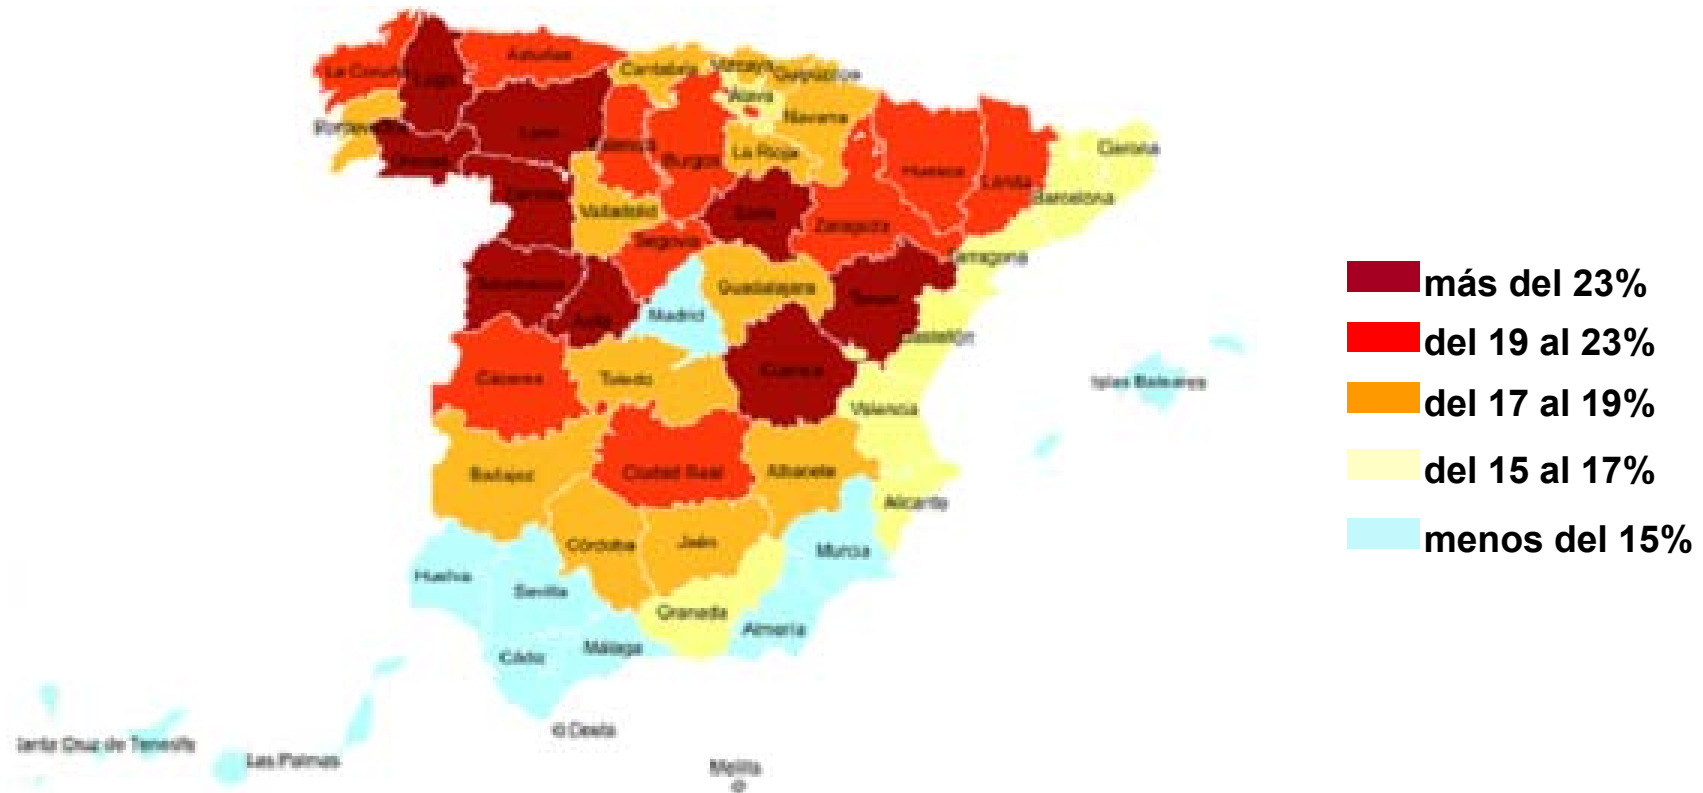 Asturias
La Coruña
Lugo
Cantabria
Vizcaya
Guipúzcoa
Álava
Navarra
Pontevedra
Orense
León
Palencia
Burgos
La Rioja
Huesca
Lérida
Gerona
Barcelona
Zamora
Valladolid
Soria
Zaragoza
Segovia
Tarragona
Salamanca
Ávila
Madrid
Guadalajara
Teruel
Castellón
Cáceres
Toledo
Cuenca
Valencia
Islas Baleares
Badajoz
Ciudad Real
Albacete
Alicante
Córdoba
Jaén
Murcia
Huelva
Sevilla
Granada
Almería
Cádiz
Málaga
Ceuta
Melilla
Santa Cruz de Tenerife
Las Palmas
más del 23%
del 19 al 23%
del 17 al 19%
del 15 al 17%
menos del 15%